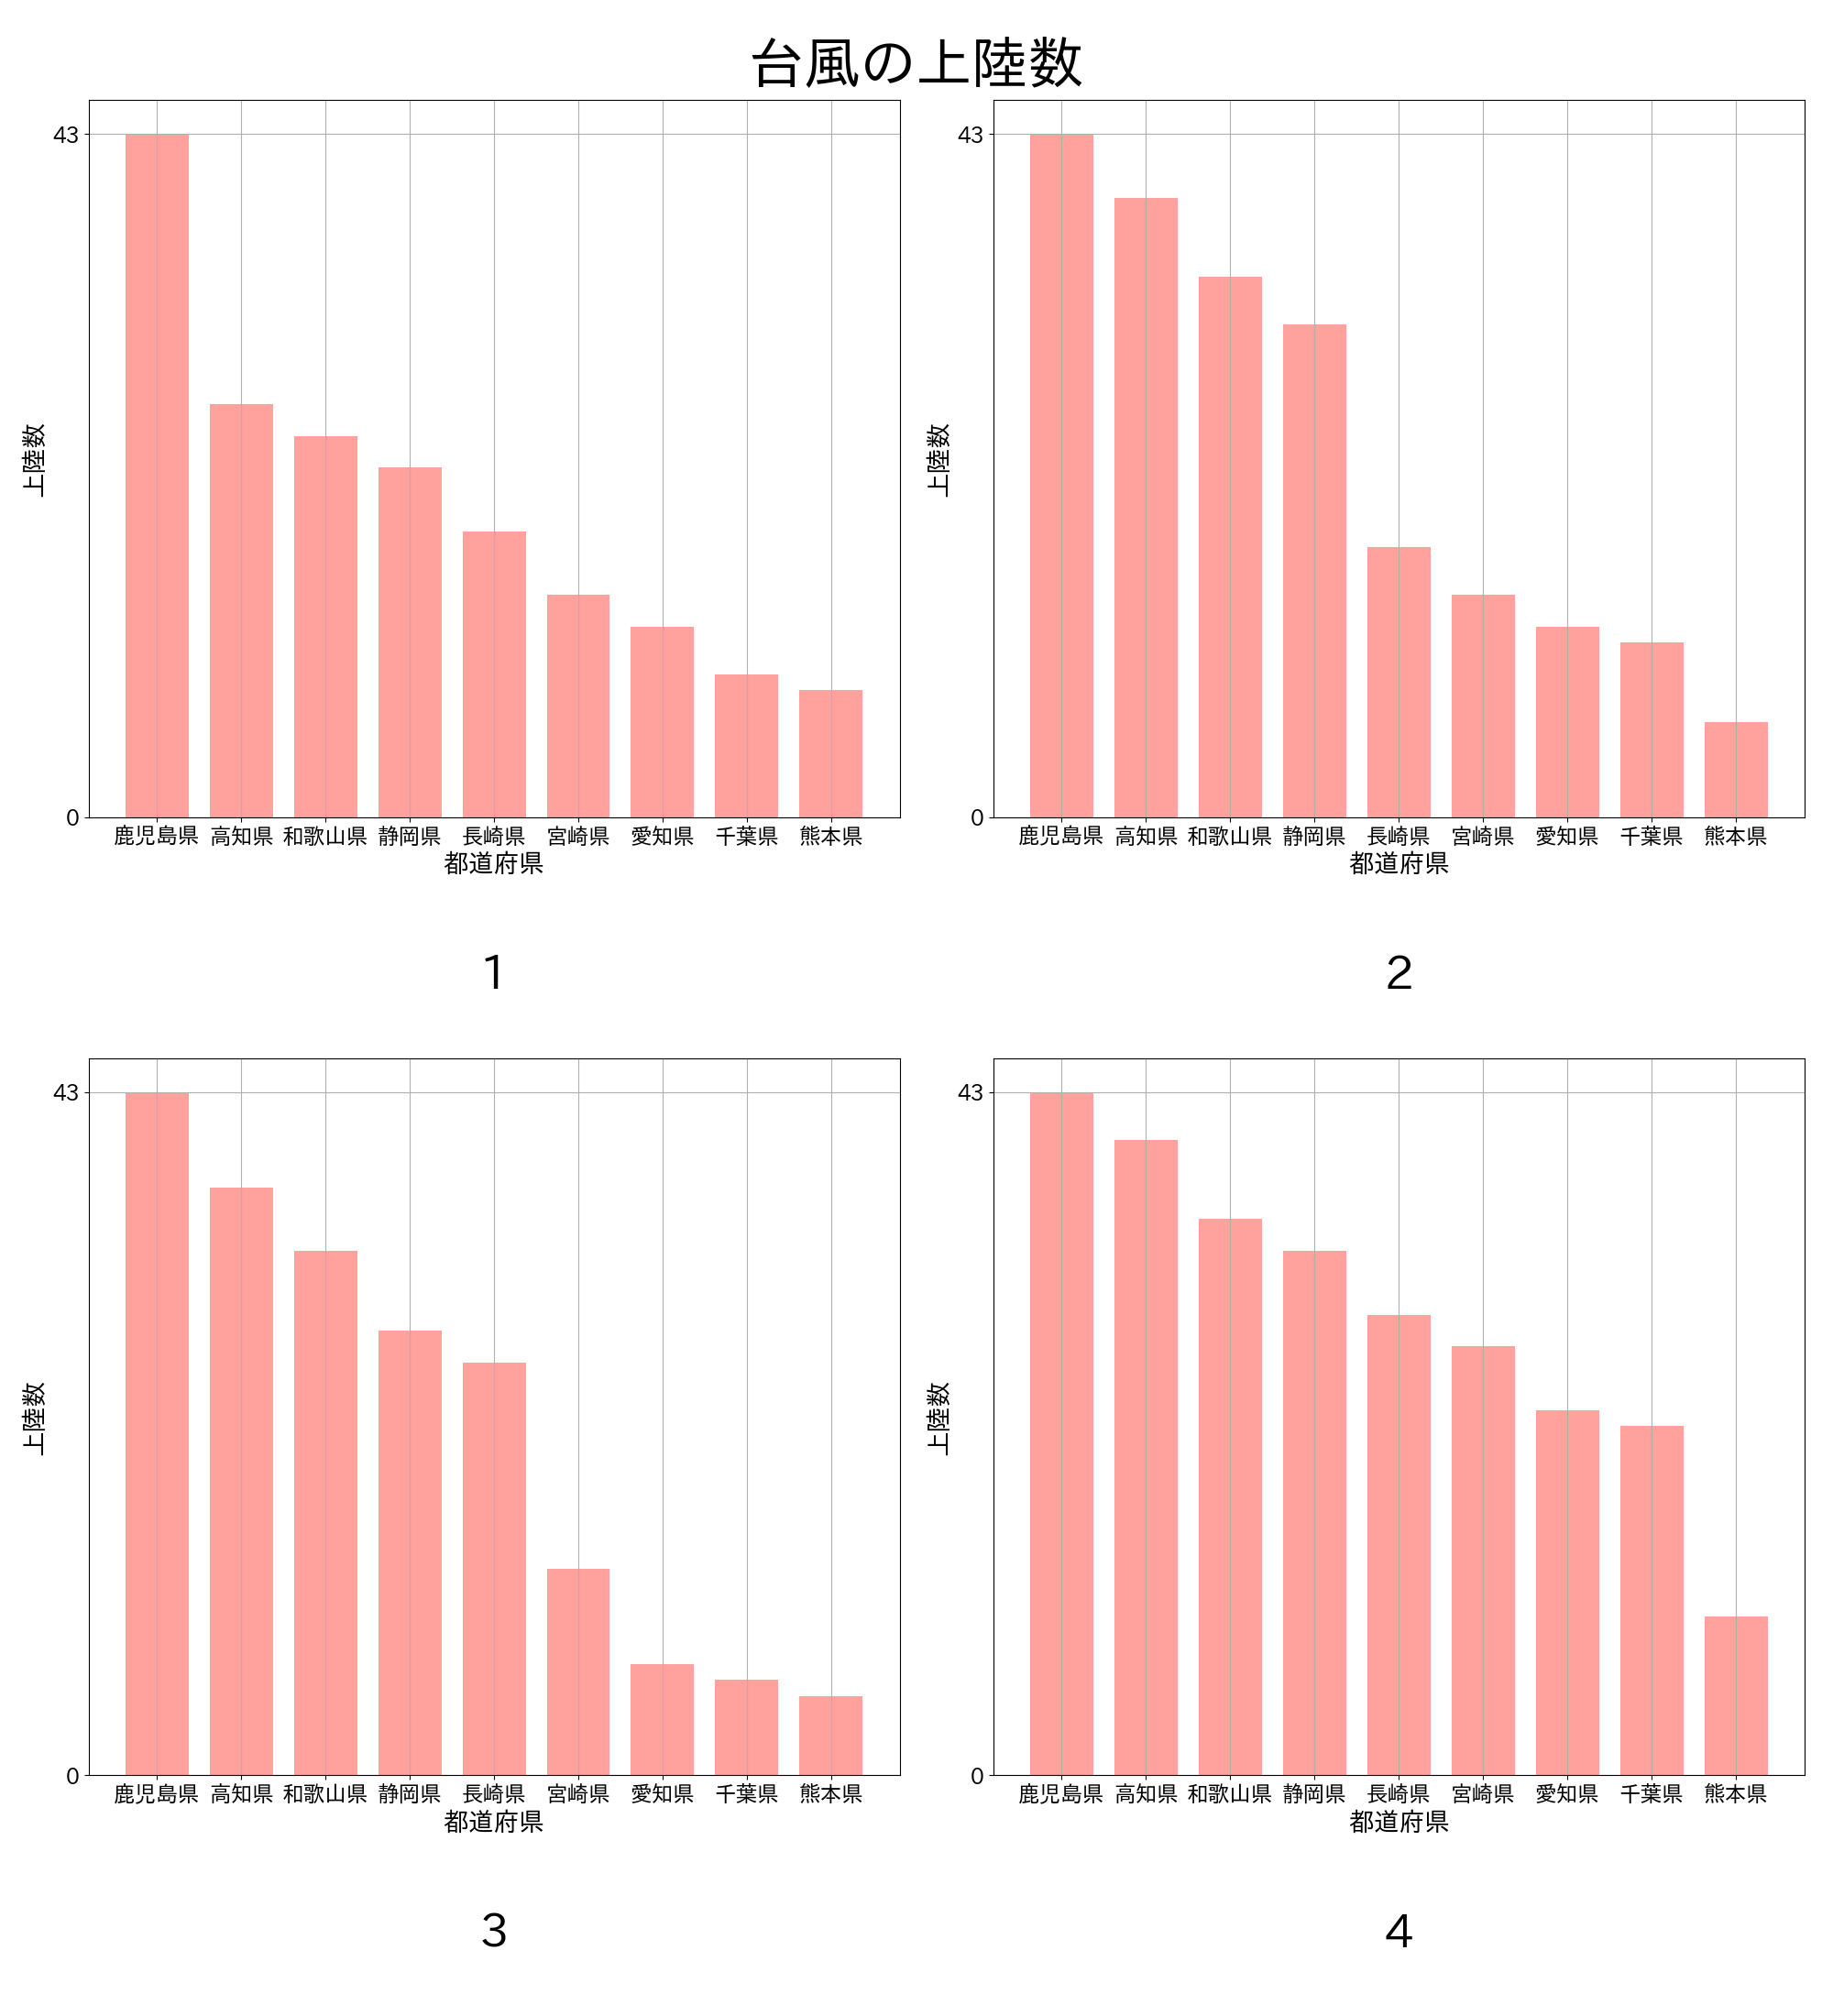 台風の上陸数
43
上陸数
0
鹿児島県 高知県 和歌山県 静岡県 長崎県 宮崎県 愛知県 千葉県 熊本県
都道府県
1
43
上陸数
0
鹿児島県 高知県 和歌山県 静岡県 長崎県 宮崎県 愛知県 千葉県 熊本県
都道府県
2
43
上陸数
0
鹿児島県 高知県 和歌山県 静岡県 長崎県 宮崎県 愛知県 千葉県 熊本県
都道府県
3
43
上陸数
0
鹿児島県 高知県 和歌山県 静岡県 長崎県 宮崎県 愛知県 千葉県 熊本県
都道府県
4